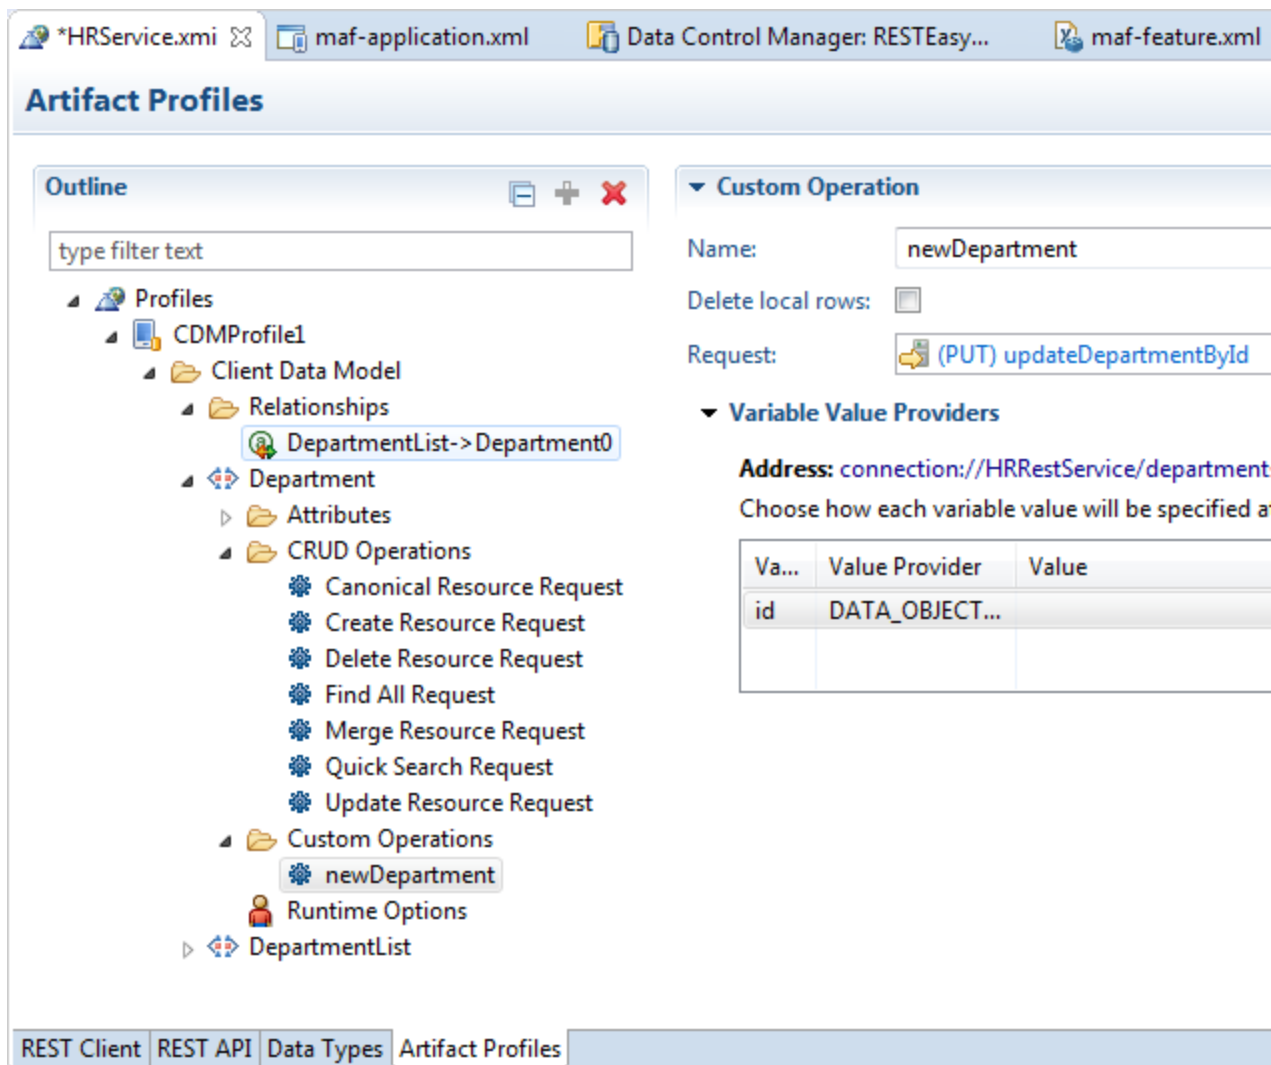 *HRService.xmi maf-application.xml Data Control Manager: RESTEasy... maf-feature.xml
Artifact Profiles
Outline
type filter text
Profiles
CDMProfile1
Client Data Model
Relationships
DepartmentList->Department0
Department
Attributes
CRUD Operations
Canonical Resource Request
Create Resource Request
Delete Resource Request
Find All Request
Merge Resource Request
Quick Search Request
Update Resource Request
Custom Operations
newDepartment
Runtime Options
DepartmentList
Custom Operation
Name: newDepartment
Delete local rows:
Request: (PUT) updateDepartmentById
Variable Value Providers
Address: connection://HRRestService/department
Choose how each variable value will be specified a
Va... Value Provider Value
id DATA_OBJECT...
REST Client REST API Data Types Artifact Profiles